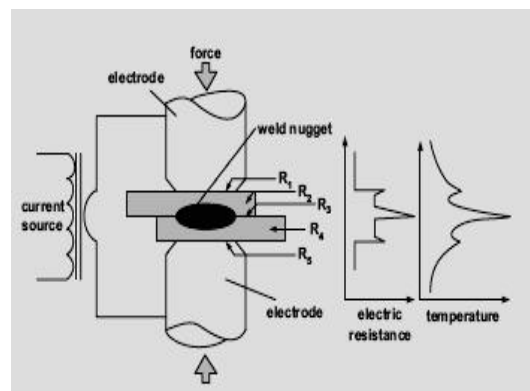 force
electrode
weld nugget
R₁
R₂
R₃
R₄
R₅
current
source
electrode
electric
resistance
temperature